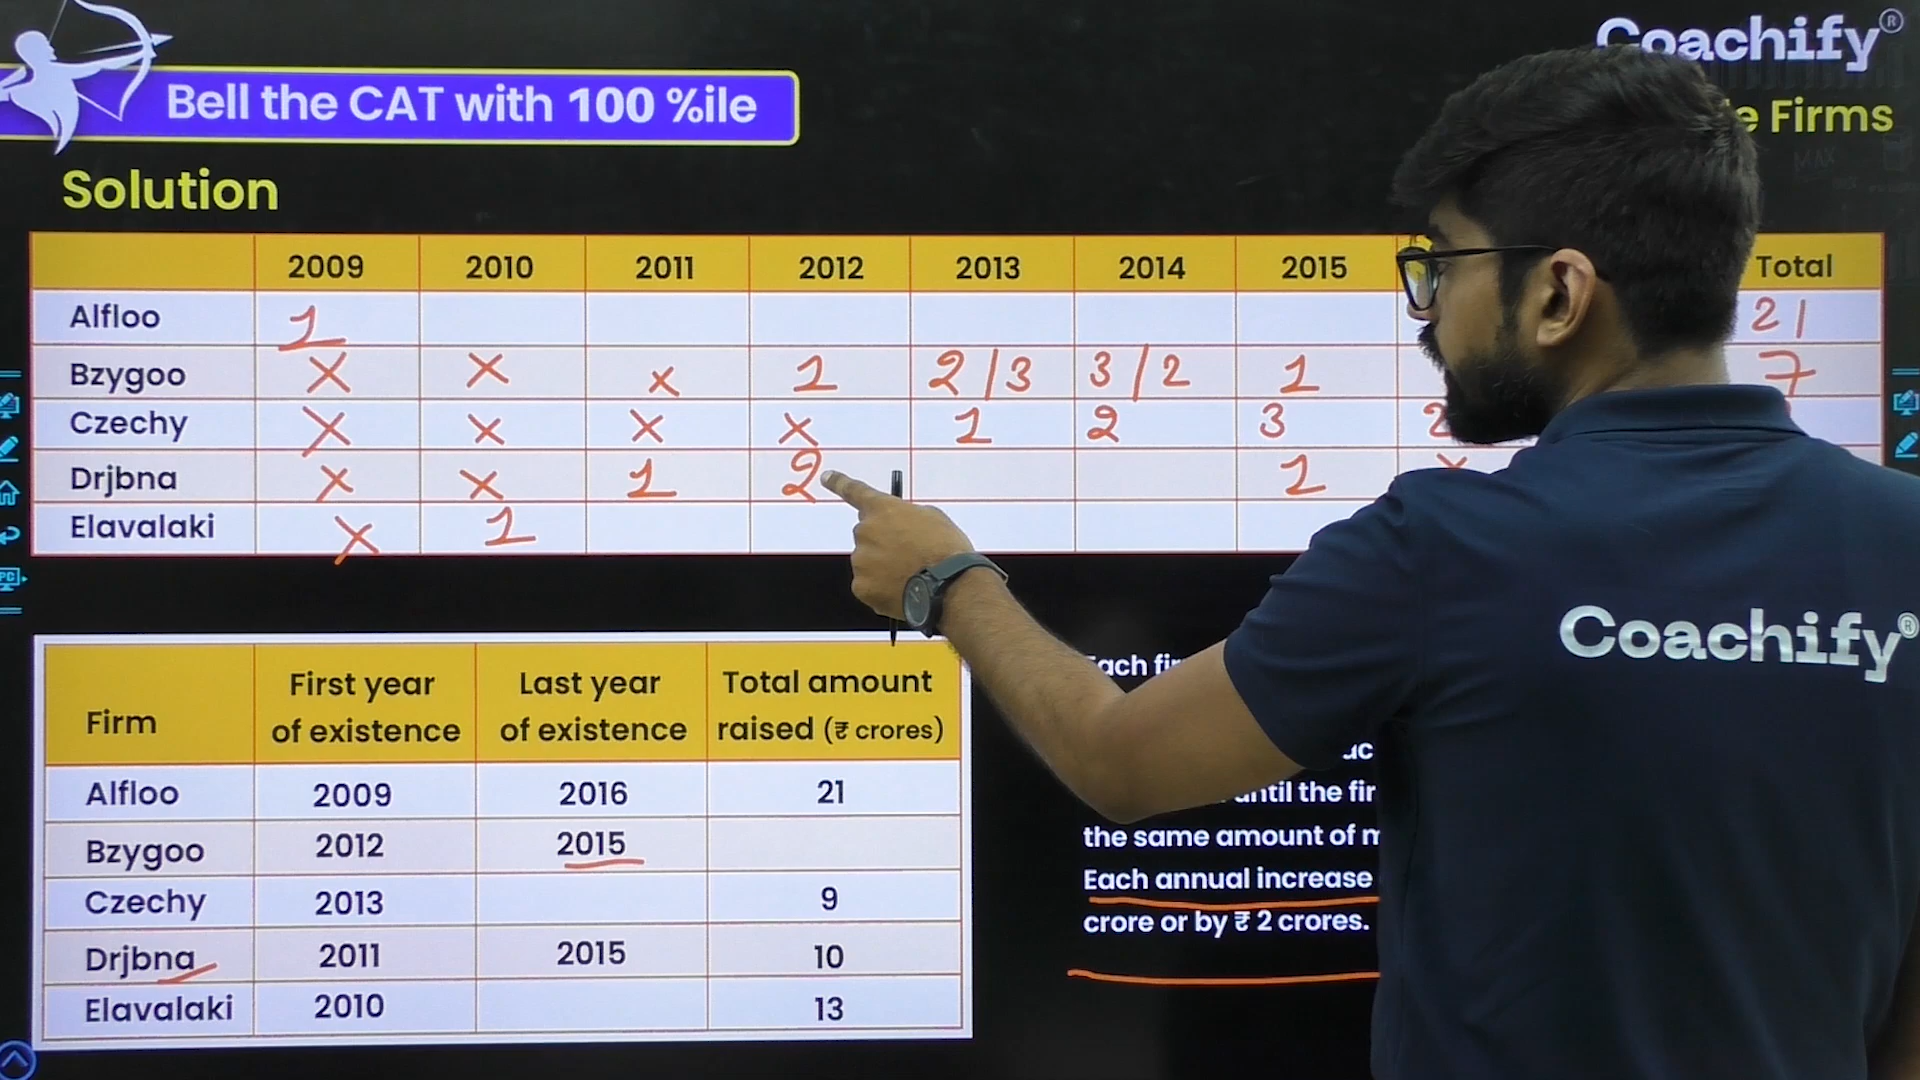 Coachify®
Bell the CAT with 100 %ile
e Firms
Solution
2009 2010 2011 2012 2013 2014 2015 Total
Alfloo 1 21
Bzygoo X X X 1 2/3 3/2 1 7
Czechy X X X X 1 2 3 2
Drjbna X X 1 2 1 X
Elavalaki X 1
Firm First year of existence Last year of existence Total amount raised (₹ crores)
Alfloo 2009 2016 21
Bzygoo 2012 2015
Czechy 2013 9
Drjbna 2011 2015 10
Elavalaki 2010 13
until the fir
the same amount of m
Each annual increase
crore or by ₹ 2 crores.
Coachify®